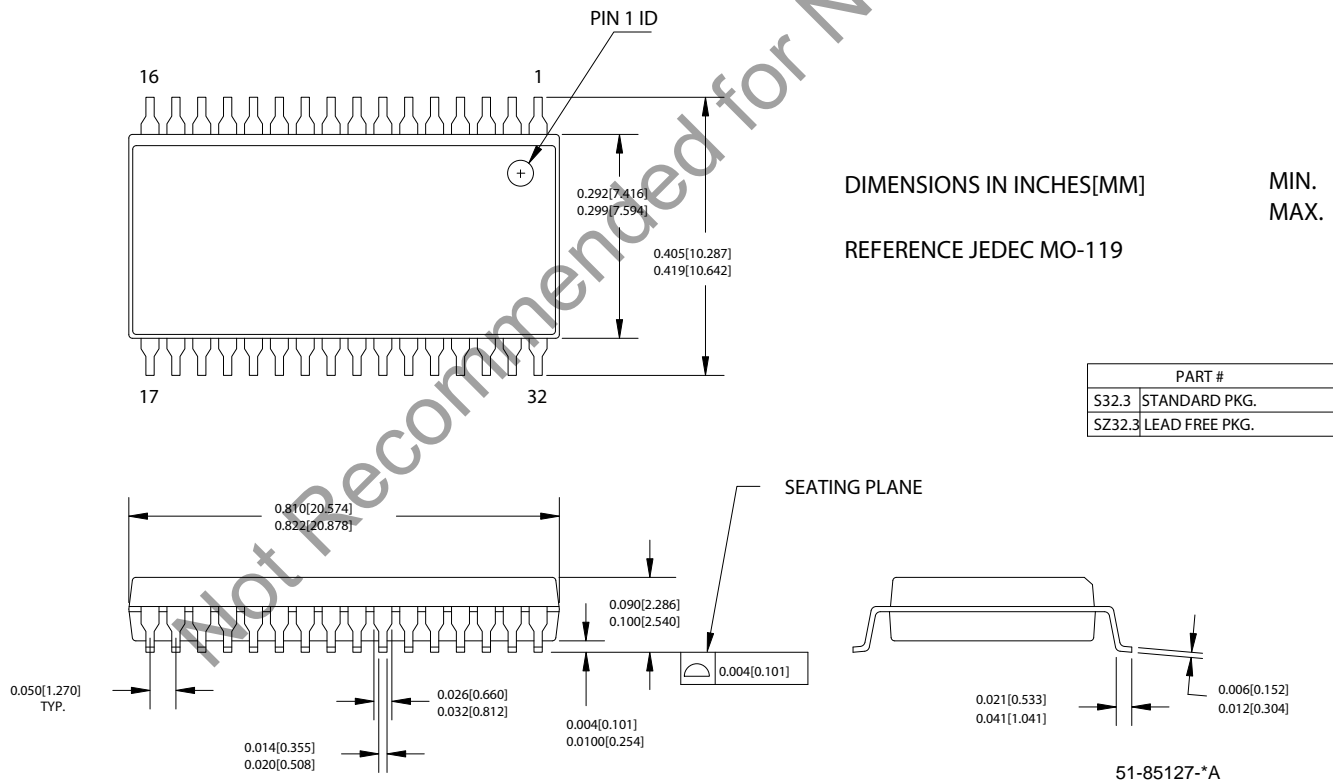 PIN 1 ID
16
1
0.292[7.416]
0.299[7.594]
0.405[10.287]
0.419[10.642]
DIMENSIONS IN INCHES[MM]
MIN.
MAX.
REFERENCE JEDEC MO-119
17
32
PART #
S32.3 STANDARD PKG.
SZ32.3 LEAD FREE PKG.
SEATING PLANE
0.810[20.574]
0.822[20.878]
0.090[2.286]
0.100[2.540]
0.004[0.101]
0.050[1.270]
TYP.
0.026[0.660]
0.032[0.812]
0.014[0.355]
0.020[0.508]
0.004[0.101]
0.0100[0.254]
0.021[0.533]
0.041[1.041]
0.006[0.152]
0.012[0.304]
51-85127-*A
Not Recommended for N